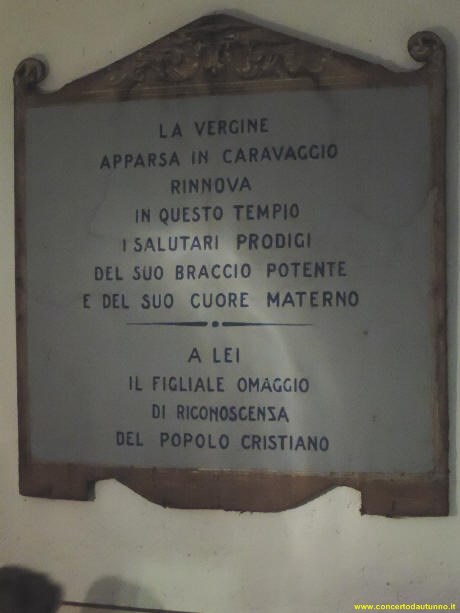 LA VERGINE
APPARSA IN CARAVAGGIO
RINNOVA
IN QUESTO TEMPIO
I SALUTARI PRODIGI
DEL SUO BRACCIO POTENTE
E DEL SUO CUORE MATERNO
A LEI
IL FIGLIALE OMAGGIO
DI RICONOSCENZA
DEL POPOLO CRISTIANO
www.concertodautunno.it